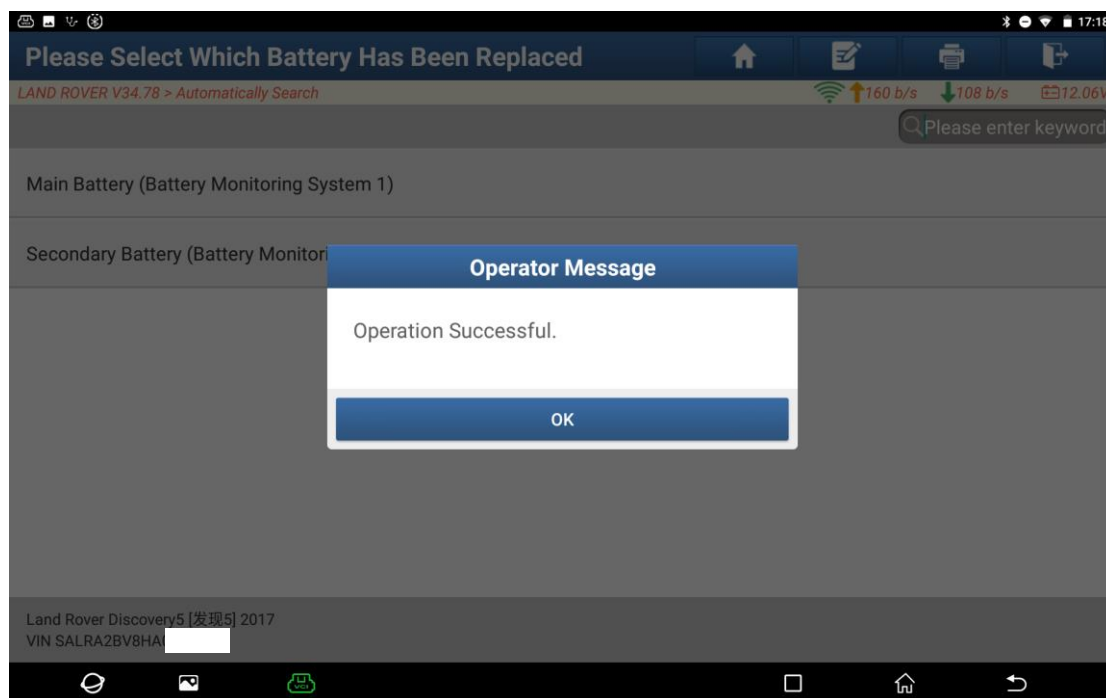 17:18
Please Select Which Battery Has Been Replaced
LAND ROVER V34.78 > Automatically Search
160 b/s 108 b/s 12.06V
Please enter keyword
Main Battery (Battery Monitoring System 1)
Secondary Battery (Battery Monitori
Operator Message
Operation Successful.
OK
Land Rover Discovery5 [发现5] 2017
VIN SALRA2BV8HA
VCI